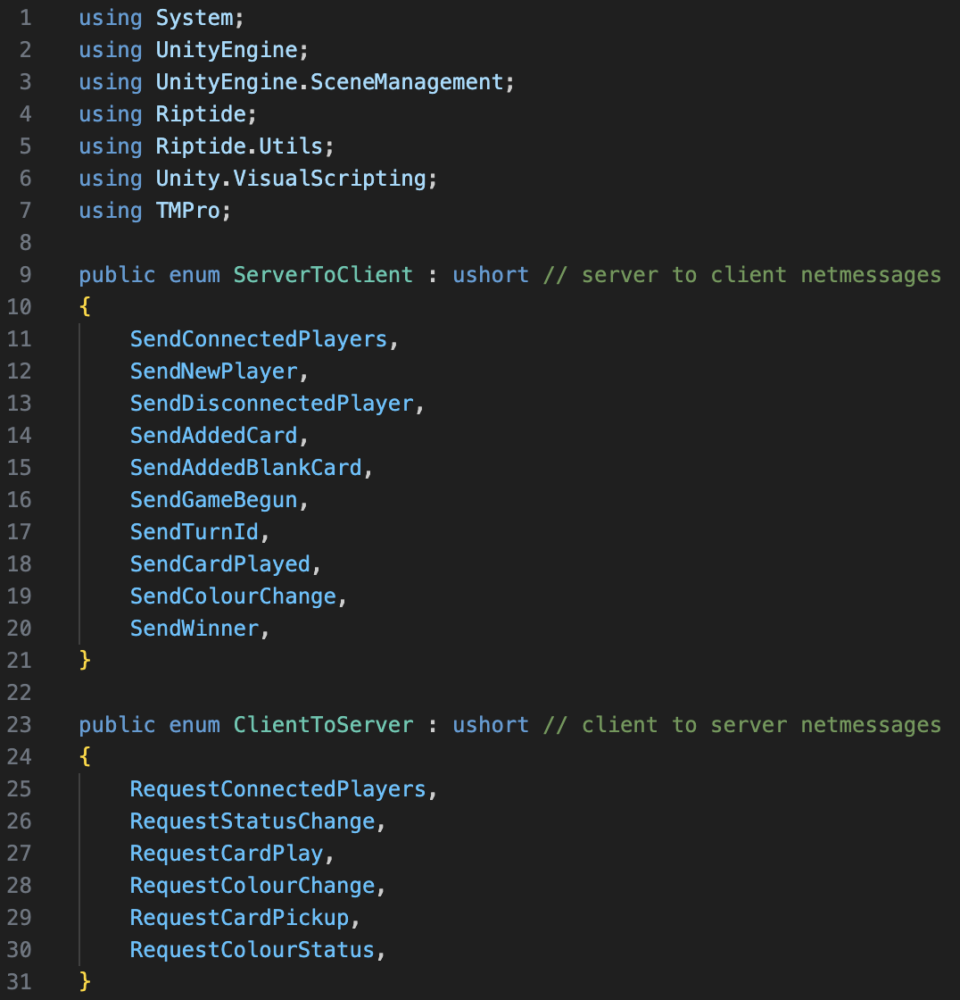 1 using System;
2 using UnityEngine;
3 using UnityEngine.SceneManagement;
4 using Riptide;
5 using Riptide.Utils;
6 using Unity.VisualScripting;
7 using TMPro;
8
9 public enum ServerToClient : ushort // server to client netmessages
10 {
11     SendConnectedPlayers,
12     SendNewPlayer,
13     SendDisconnectedPlayer,
14     SendAddedCard,
15     SendAddedBlankCard,
16     SendGameBegun,
17     SendTurnId,
18     SendCardPlayed,
19     SendColourChange,
20     SendWinner,
21 }
22
23 public enum ClientToServer : ushort // client to server netmessages
24 {
25     RequestConnectedPlayers,
26     RequestStatusChange,
27     RequestCardPlay,
28     RequestColourChange,
29     RequestCardPickup,
30     RequestColourStatus,
31 }